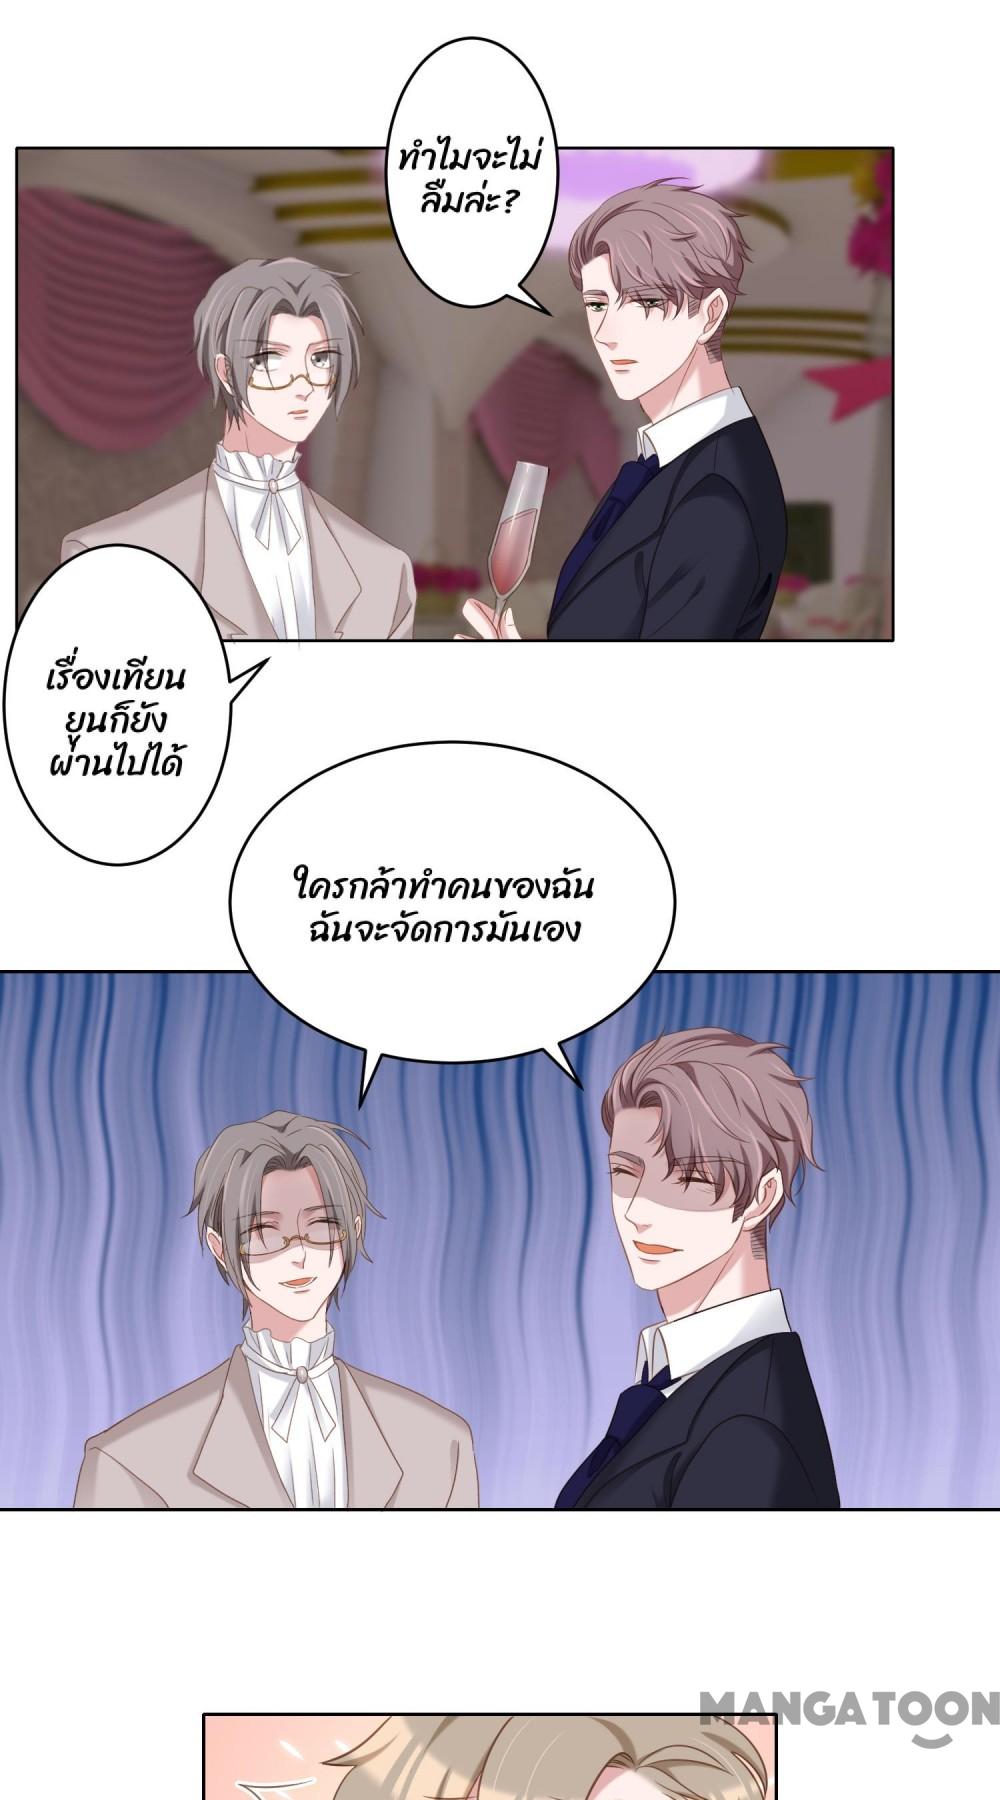 ทำไมจะไม่
ลืมล่ะ?
เรื่องเทียน
ยูนก็ยัง
ผ่านไปได้
ใครกล้าทำคนของฉัน
ฉันจะจัดการมันเอง
MANGATOON